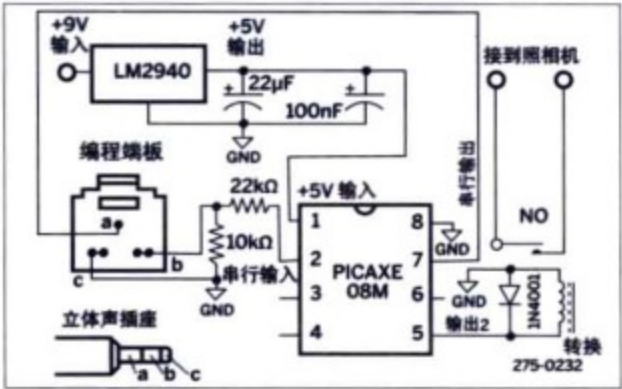 +9V
输入
+5V
输出
LM2940
22μF
100nF
GND
接到照相机
编程端板
a
b
c
22kΩ
10kΩ
串行输入
GND
+5V 输入
1
2
3
4
8
7
6
5
PICAXE
08M
GND
串行输出
NO
GND
1N4001
输出2
转换
275-0232
立体声插座
a
b
c